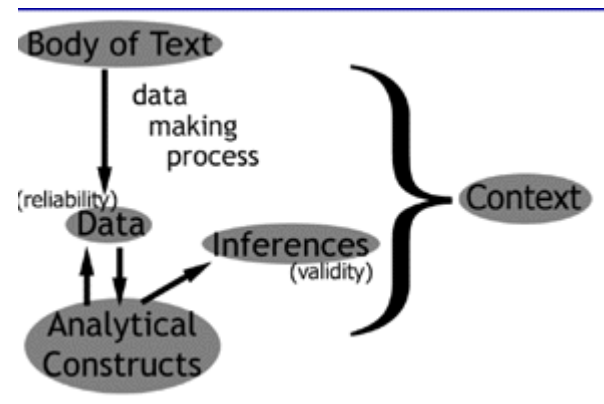 Body of Text
data
making
process
(reliability)
Data
Inferences
(validity)
Context
Analytical
Constructs